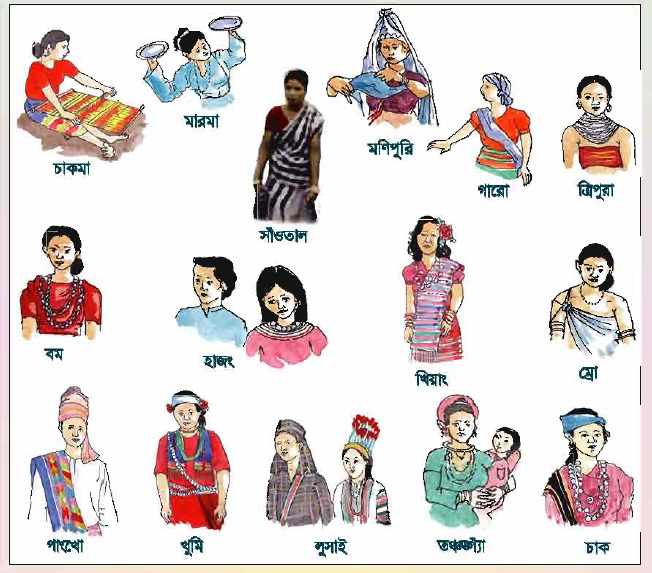 চাকমা
মারমা
সাঁওতাল
মণিপুরি
গারো
ত্রিপুরা
বম
হাজং
খিয়াং
ম্রো
পাংখো
খুমি
লুসাই
তঞ্চঙ্গ্যাঁ
চাক